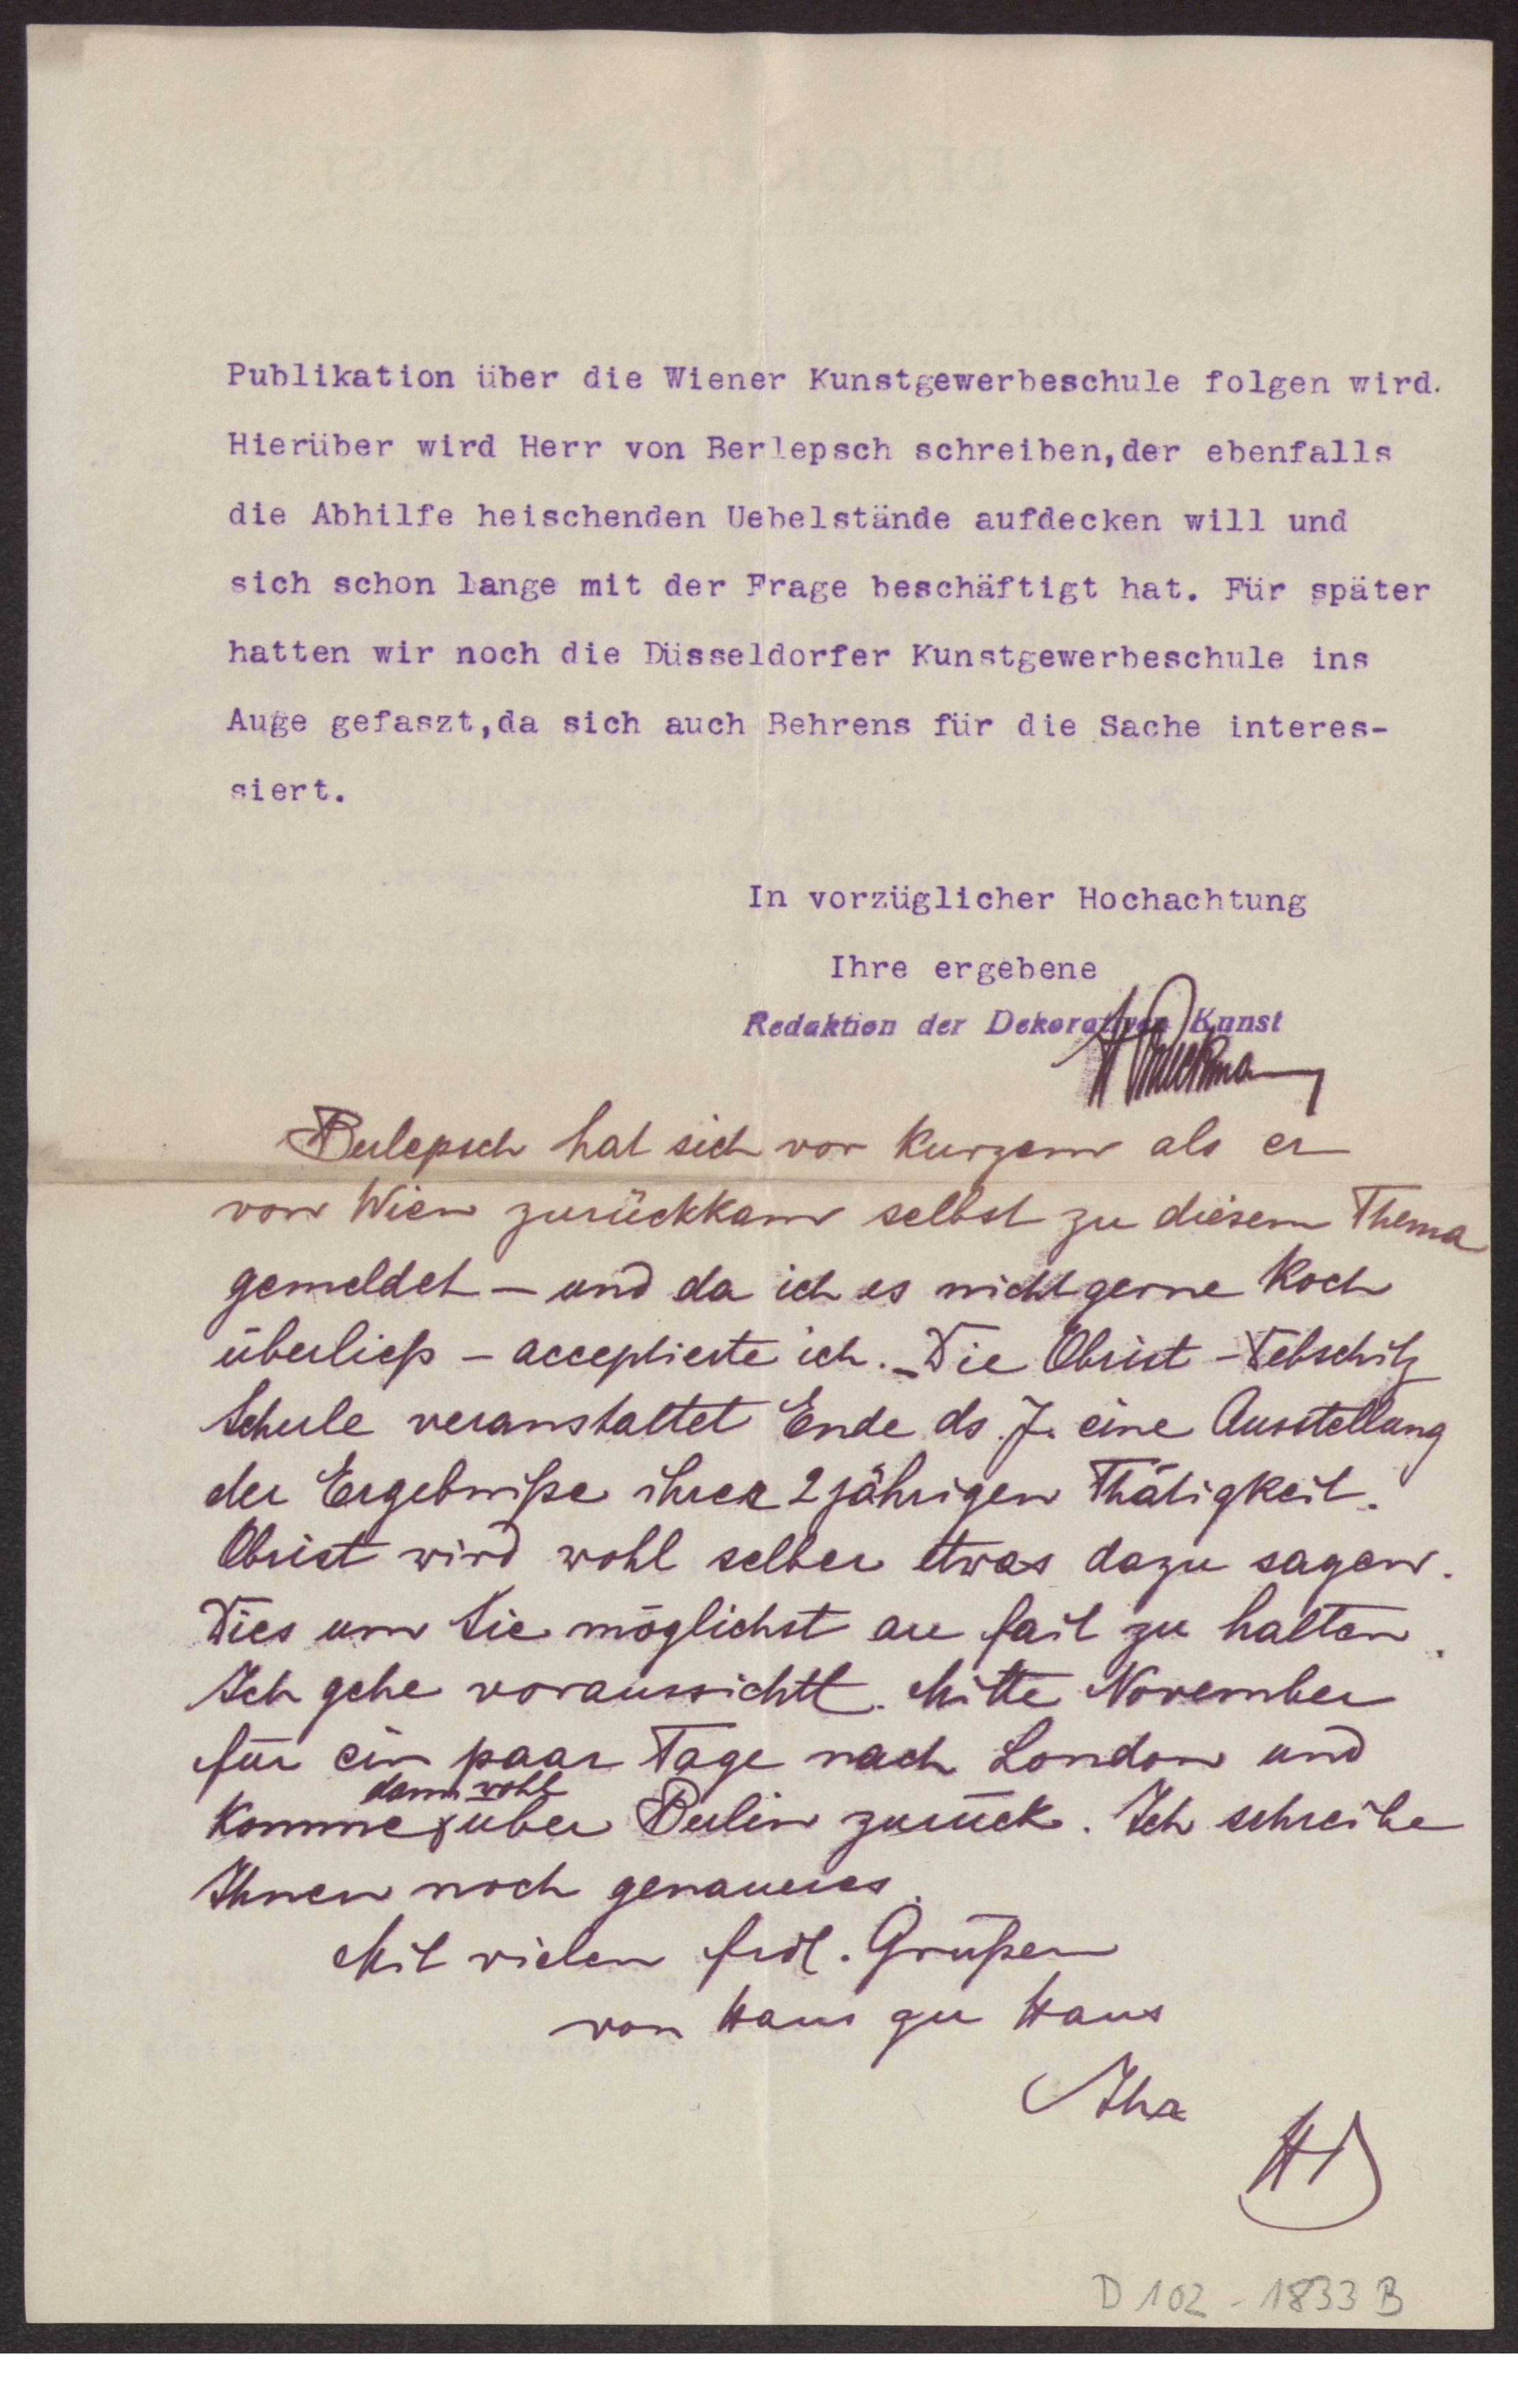 Publikation über die Wiener Kunstgewerbeschule folgen wird.
Hierüber wird Herr von Berlepsch schreiben,der ebenfalls
die Abhilfe heischenden Uebelstände aufdecken will und
sich schon lange mit der Frage beschäftigt hat. Für später
hatten wir noch die Düsseldorfer Kunstgewerbeschule ins
Auge gefaszt,da sich auch Behrens für die Sache interes-
siert.
In vorzüglicher Hochachtung
Ihre ergebene
Redaktion der Dekorativen Kunst
H Bruckmann
Berlepsch hat sich vor Kurzem als er
von Wien zurückkam selbst zu diesem Thema
gemeldet – und da ich es nicht gerne Koch
überließ – acceptierte ich. – Die Obrist – Debschitz
Schule veranstaltet Ende ds. J. eine Ausstellung
der Ergebniße ihrer 2 jährigen Thätigkeit.
Obrist wird wohl selber etwas dazu sagen.
Dies um Sie möglichst au fait zu halten.
Ich gehe voraussichtl. Mitte November
für ein paar Tage nach London und
dann wohl
komme über Berlin zurück. Ich schreibe
Ihnen noch genaueres.
Mit vielen frdl. Grüßen
von Haus zu Haus
Ihr
HB
D 102 - 1833 B